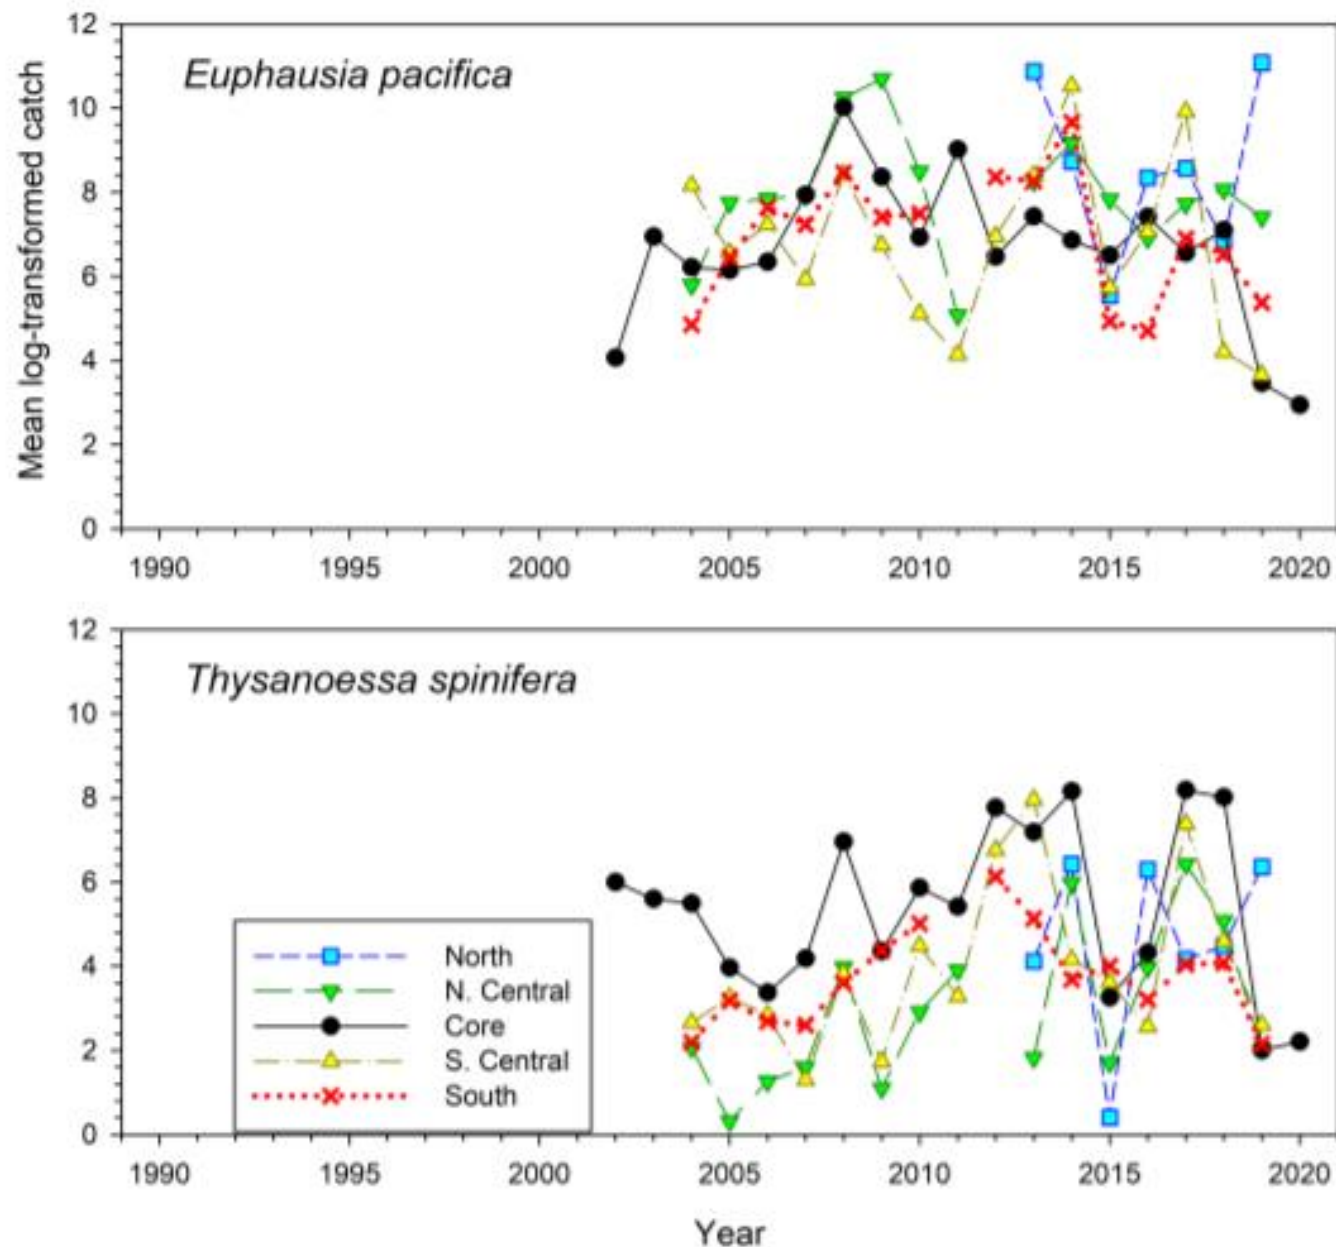 Mean log-transformed catch
Euphausia pacifica
12
10
8
6
4
2
0
1990 1995 2000 2005 2010 2015 2020
Thysanoessa spinifera
12
10
8
6
4
2
0
North
N. Central
Core
S. Central
South
1990 1995 2000 2005 2010 2015 2020
Year